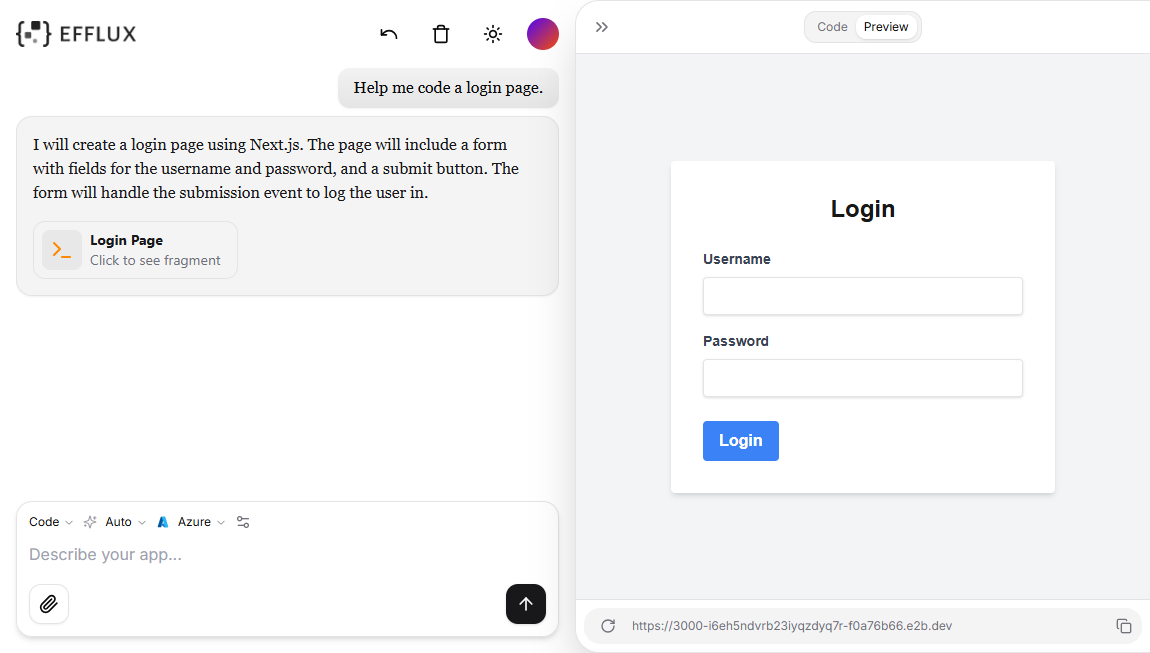 EFFLUX
Help me code a login page.
I will create a login page using Next.js. The page will include a form
with fields for the username and password, and a submit button. The
form will handle the submission event to log the user in.
Login Page
Click to see fragment
Code
Auto
Azure
Describe your app...
Code
Preview
Login
Username
Password
Login
https://3000-i6eh5ndvrb23iyqzdyq7r-f0a76b66.e2b.dev